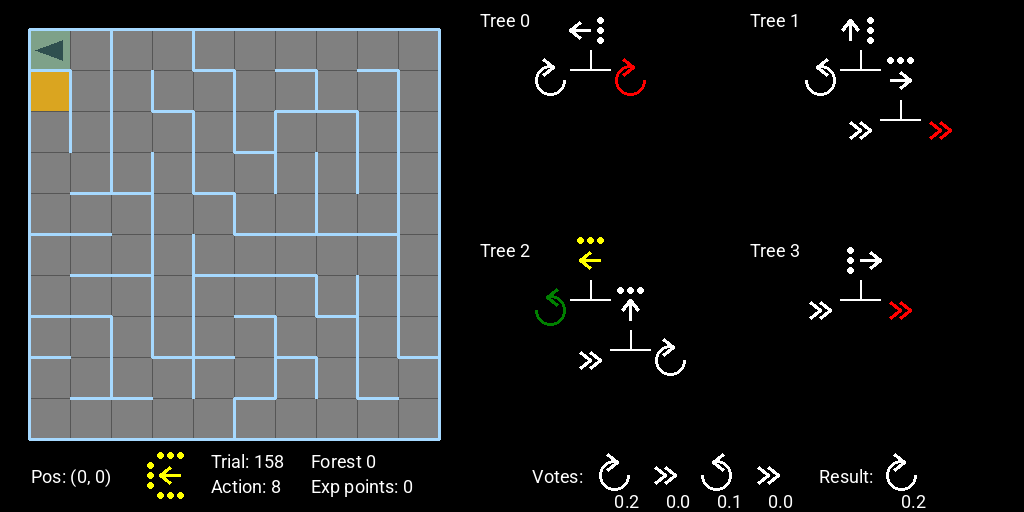 Tree 0
Tree 1
Tree 2
Tree 3
Pos: (0, 0)
Trial: 158
Forest 0
Action: 8
Exp points: 0
Votes:
0.2
0.0
0.1
0.0
Result:
0.2